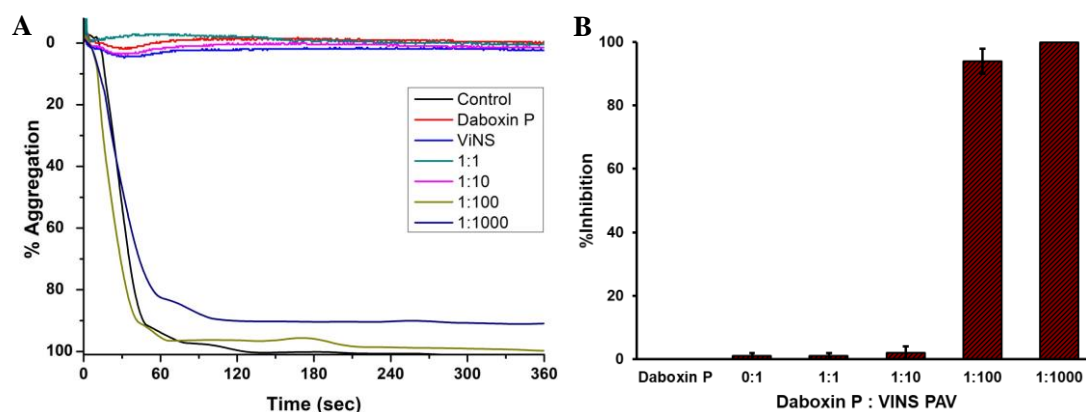 A
% Aggregation
0
20
40
60
80
100
0 60 120 180 240 300 360
Time (sec)
Control
Daboxin P
ViNS
1:1
1:10
1:100
1:1000
B
%Inhibition
100
80
60
40
20
0
Daboxin P 0:1 1:1 1:10 1:100 1:1000
Daboxin P : VINS PAV